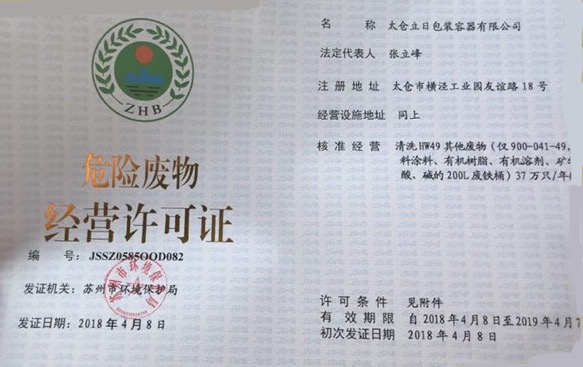 ZHB
危险废物
经营许可证
编 号: JSSZ0585OOD082
发证机关: 苏州市环境保护局
发证日期: 2018 年 4 月 8 日
名 称 太仓立日包装容器有限公司
法定代表人 张立峰
注册地址 太仓市横泾工业园友谊路 18 号
经营设施地址 同上
核准经营 清洗 HW49 其他废物（仅 900-041-49,
料涂料、有机树脂、有机溶剂、矿
酸、碱的 200L 废铁桶）37 万只/年
许可条件 见附件
有效期限 自 2018 年 4 月 8 日至 2019 年 4 月 7
初次发证日期 2018 年 4 月 8 日